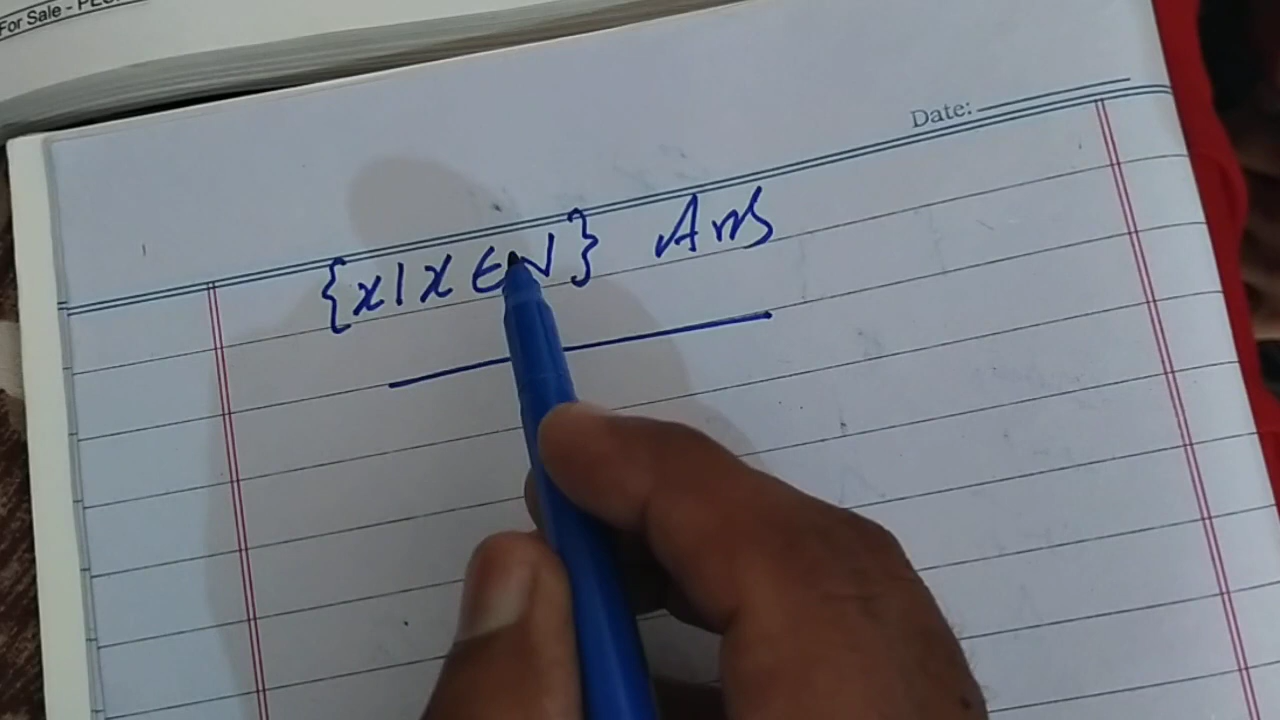 For Sale -
Date:
{x | x ∈ N} Ans